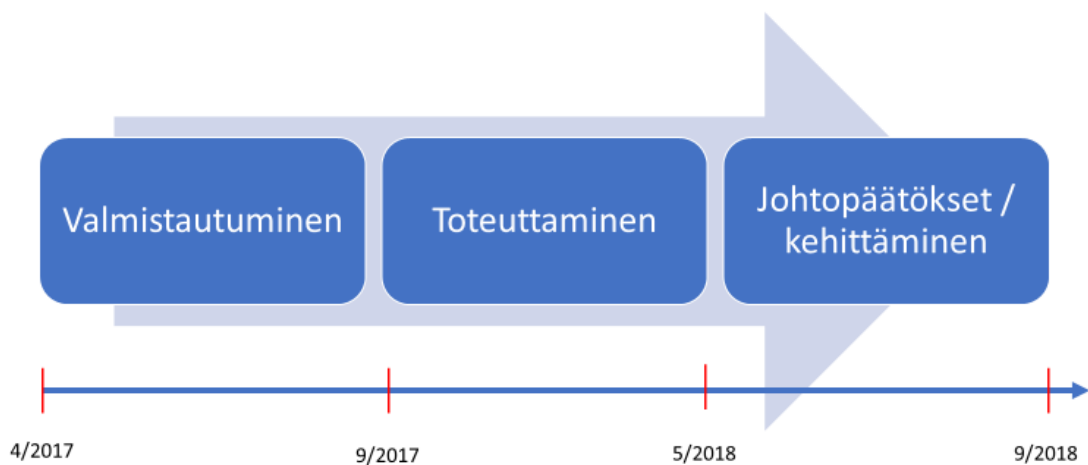 Valmistautuminen
Toteuttaminen
Johtopäätökset /
kehittäminen
4/2017
9/2017
5/2018
9/2018